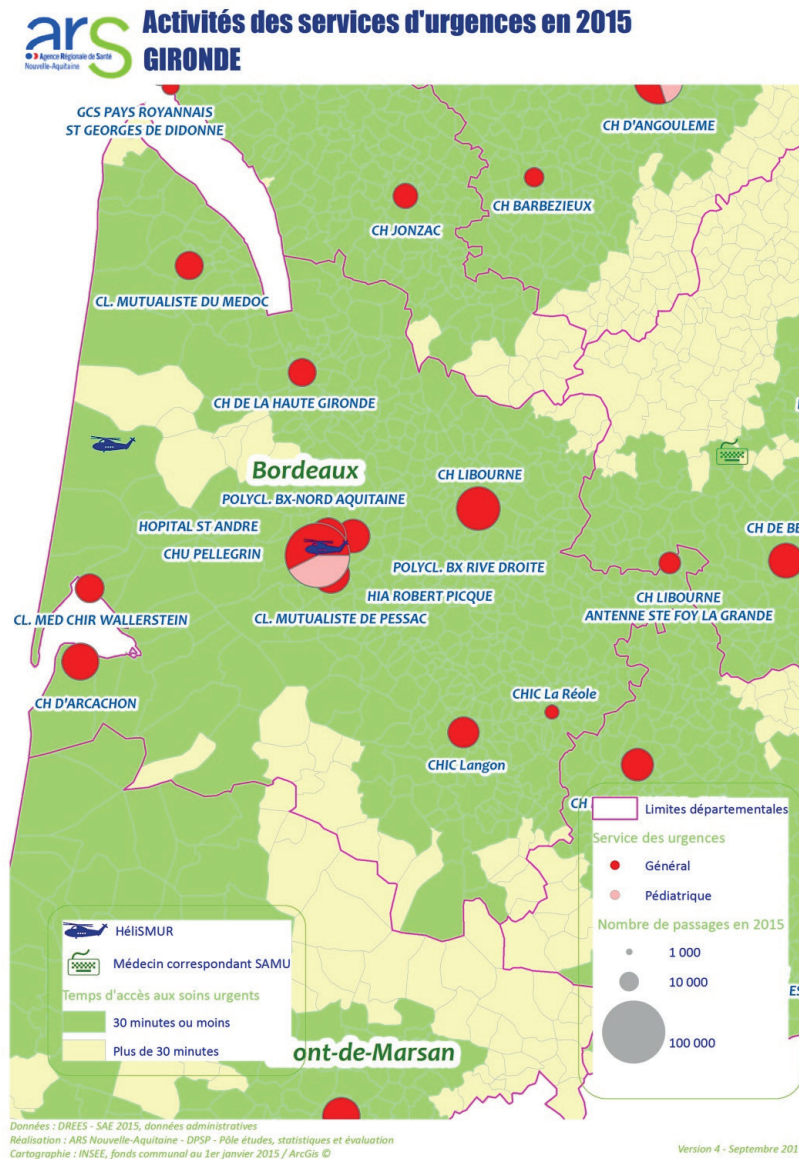 ars
Agence Régionale de Santé
Nouvelle-Aquitaine
Activités des services d'urgences en 2015
GIRONDE
GCS PAYS ROYANNAIS
ST GEORGES DE DIDONNE
CH D'ANGOULEME
CH BARBEZIEUX
CH JONZAC
CL. MUTUALISTE DU MEDOC
CH DE LA HAUTE GIRONDE
Bordeaux
CH LIBOURNE
POLYCL. BX-NORD AQUITAINE
HOPITAL ST ANDRE
CH DE BE
CHU PELLEGRIN
POLYCL. BX RIVE DROITE
HIA ROBERT PICQUE
CH LIBOURNE
ANTENNE STE FOY LA GRANDE
CL. MED CHIR WALLERSTEIN
CL. MUTUALISTE DE PESSAC
CH D'ARCACHON
CHIC La Réole
CHIC Langon
CH
Limites départementales
Service des urgences
Général
Pédiatrique
Nombre de passages en 2015
1 000
10 000
100 000
ES
HéliSMUR
Médecin correspondant SAMU
Temps d'accès aux soins urgents
30 minutes ou moins
Plus de 30 minutes
ont-de-Marsan
Données : DREES - SAE 2015, données administratives
Réalisation : ARS Nouvelle-Aquitaine - DPSP - Pôle études, statistiques et évaluation
Cartographie : INSEE, fonds communal au 1er janvier 2015 / ArcGis ©
Version 4 - Septembre 201